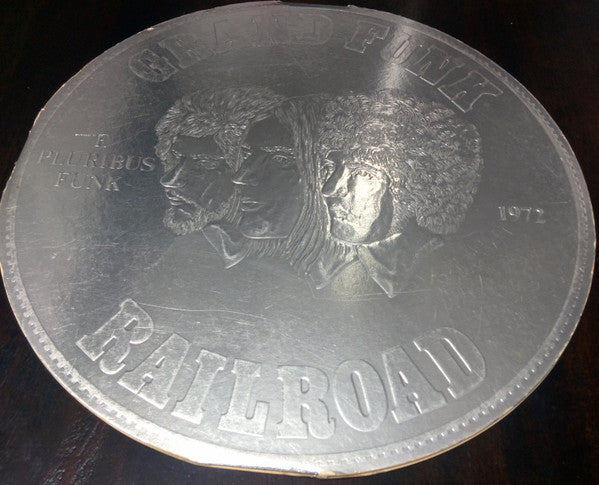 GRAND FUNK
E
PLURIBUS
FUNK
1972
RAILROAD